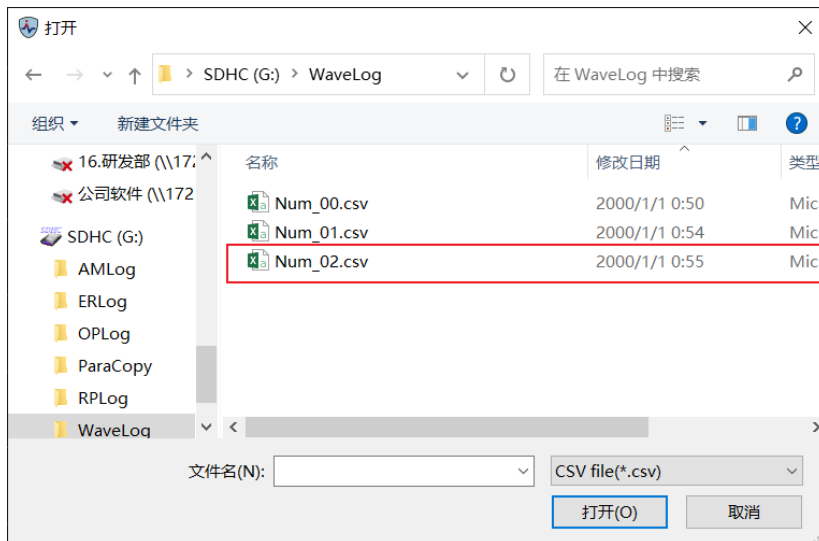 打开
SDHC (G:) > WaveLog
在 WaveLog 中搜索
组织 新建文件夹
名称 修改日期 类型
16.研发部 (\\172
公司软件 (\\172
SDHC (G:)
AMLog
ERLog
OPLog
ParaCopy
RPLog
WaveLog
Num_00.csv 2000/1/1 0:50 Mic
Num_01.csv 2000/1/1 0:54 Mic
Num_02.csv 2000/1/1 0:55 Mic
文件名(N):
CSV file(*.csv)
打开(O) 取消